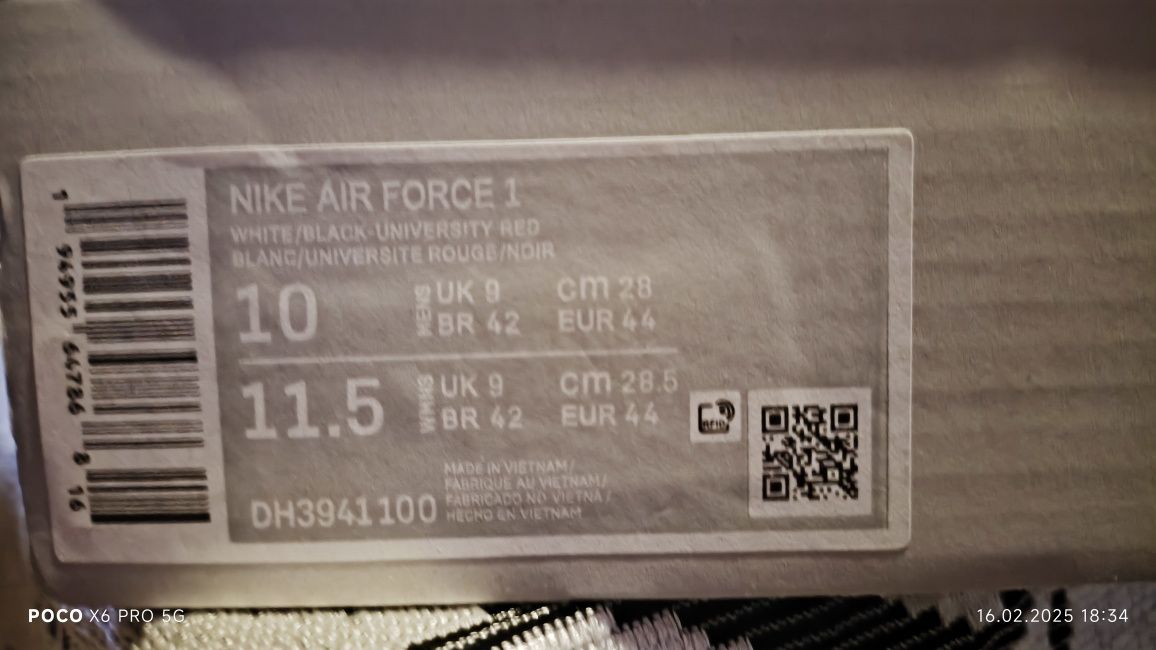 NIKE AIR FORCE 1
WHITE/BLACK-UNIVERSITY RED
BLANC/UNIVERSITE ROUGE/NOIR
10 MENS UK 9 cm 28
BR 42 EUR 44
11.5 WMNS UK 9 cm 28.5
BR 42 EUR 44
RFID
MADE IN VIETNAM/
FABRIQUE AU VIETNAM/
FABRICADO NO VIETNÃ /
HECHO EN VIETNAM
DH3941100
1 94955 64786 8 16
POCO X6 PRO 5G
16.02.2025 18:34